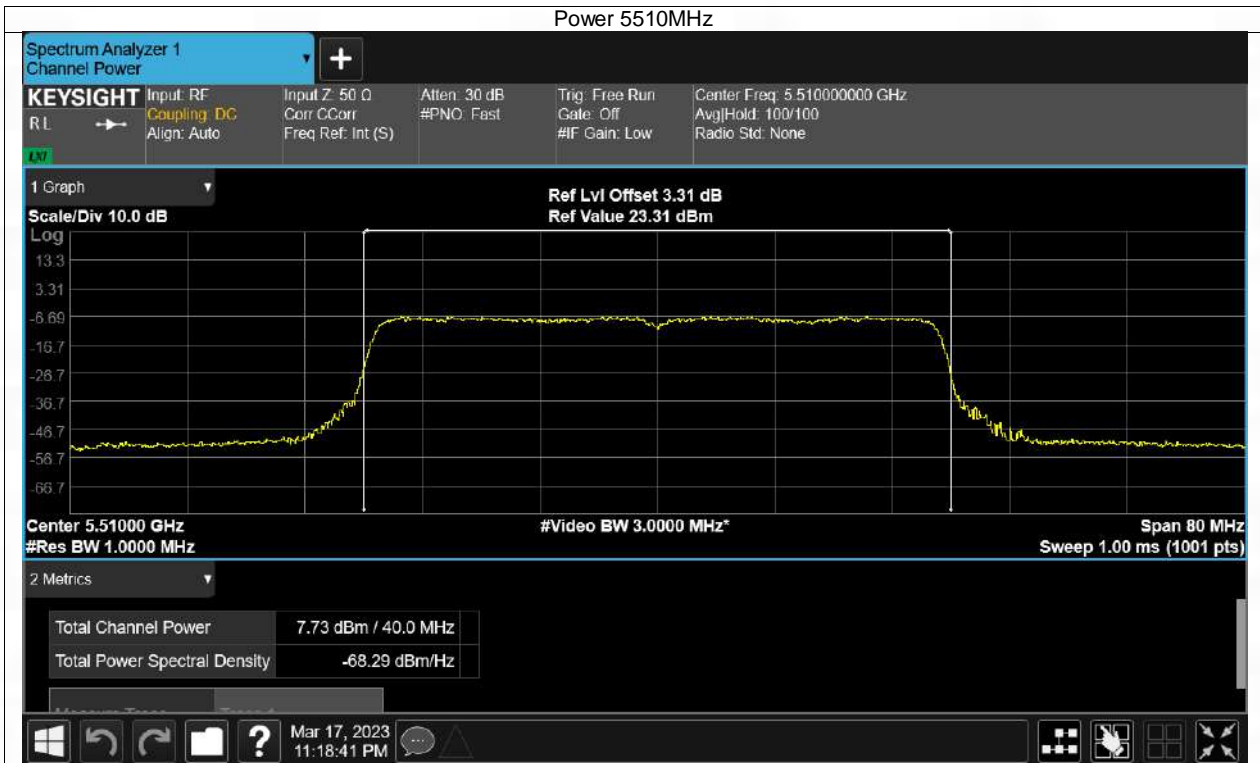 Power 5510MHz
Spectrum Analyzer 1
Channel Power
KEYSIGHT
RL
LXI
Input: RF
Coupling: DC
Align: Auto
Input Z: 50 Ω
Corr CCorr
Freq Ref: Int (S)
Atten: 30 dB
#PNO: Fast
Trig: Free Run
Gate: Off
#IF Gain: Low
Center Freq: 5.510000000 GHz
Avg|Hold: 100/100
Radio Std: None
1 Graph
Scale/Div 10.0 dB
Ref Lvl Offset 3.31 dB
Ref Value 23.31 dBm
Log
13.3
3.31
-6.69
-16.7
-26.7
-36.7
-46.7
-56.7
-66.7
Center 5.51000 GHz
#Video BW 3.0000 MHz*
Span 80 MHz
#Res BW 1.0000 MHz
Sweep 1.00 ms (1001 pts)
2 Metrics
Total Channel Power 7.73 dBm / 40.0 MHz
Total Power Spectral Density -68.29 dBm/Hz
?
Mar 17, 2023
11:18:41 PM